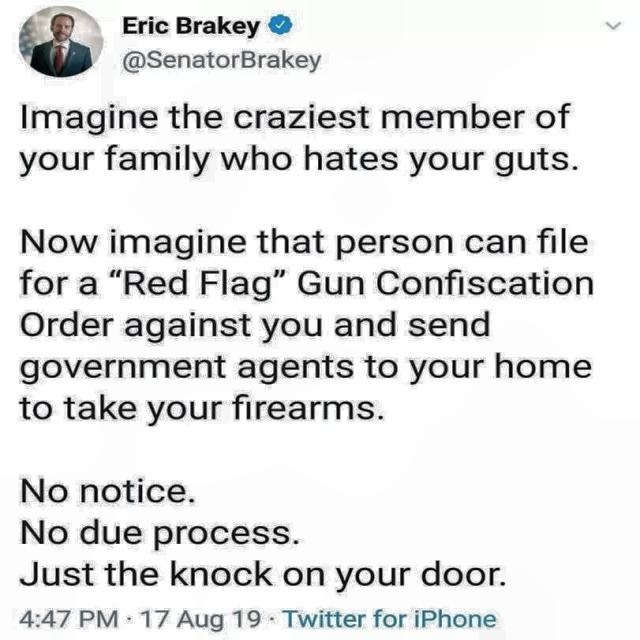 Eric Brakey
@SenatorBrakey
Imagine the craziest member of
your family who hates your guts.
Now imagine that person can file
for a “Red Flag” Gun Confiscation
Order against you and send
government agents to your home
to take your firearms.
No notice.
No due process.
Just the knock on your door.
4:47 PM · 17 Aug 19 · Twitter for iPhone